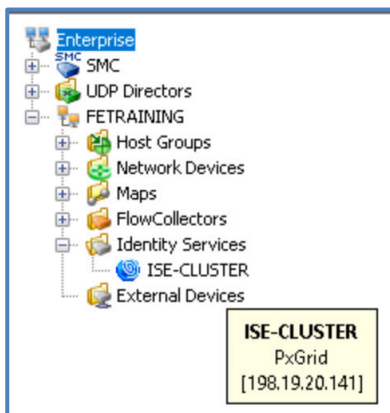 Enterprise
SMC
SMC
UDP Directors
FETRAINING
Host Groups
Network Devices
Maps
FlowCollectors
Identity Services
ISE-CLUSTER
External Devices
ISE-CLUSTER
PxGrid
[198.19.20.141]